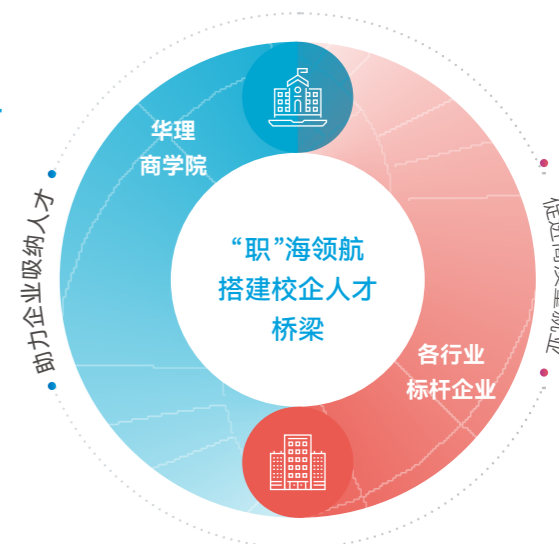 华理
商学院
“职”海领航
搭建校企人才
桥梁
各行业
标杆企业
助力企业吸纳人才